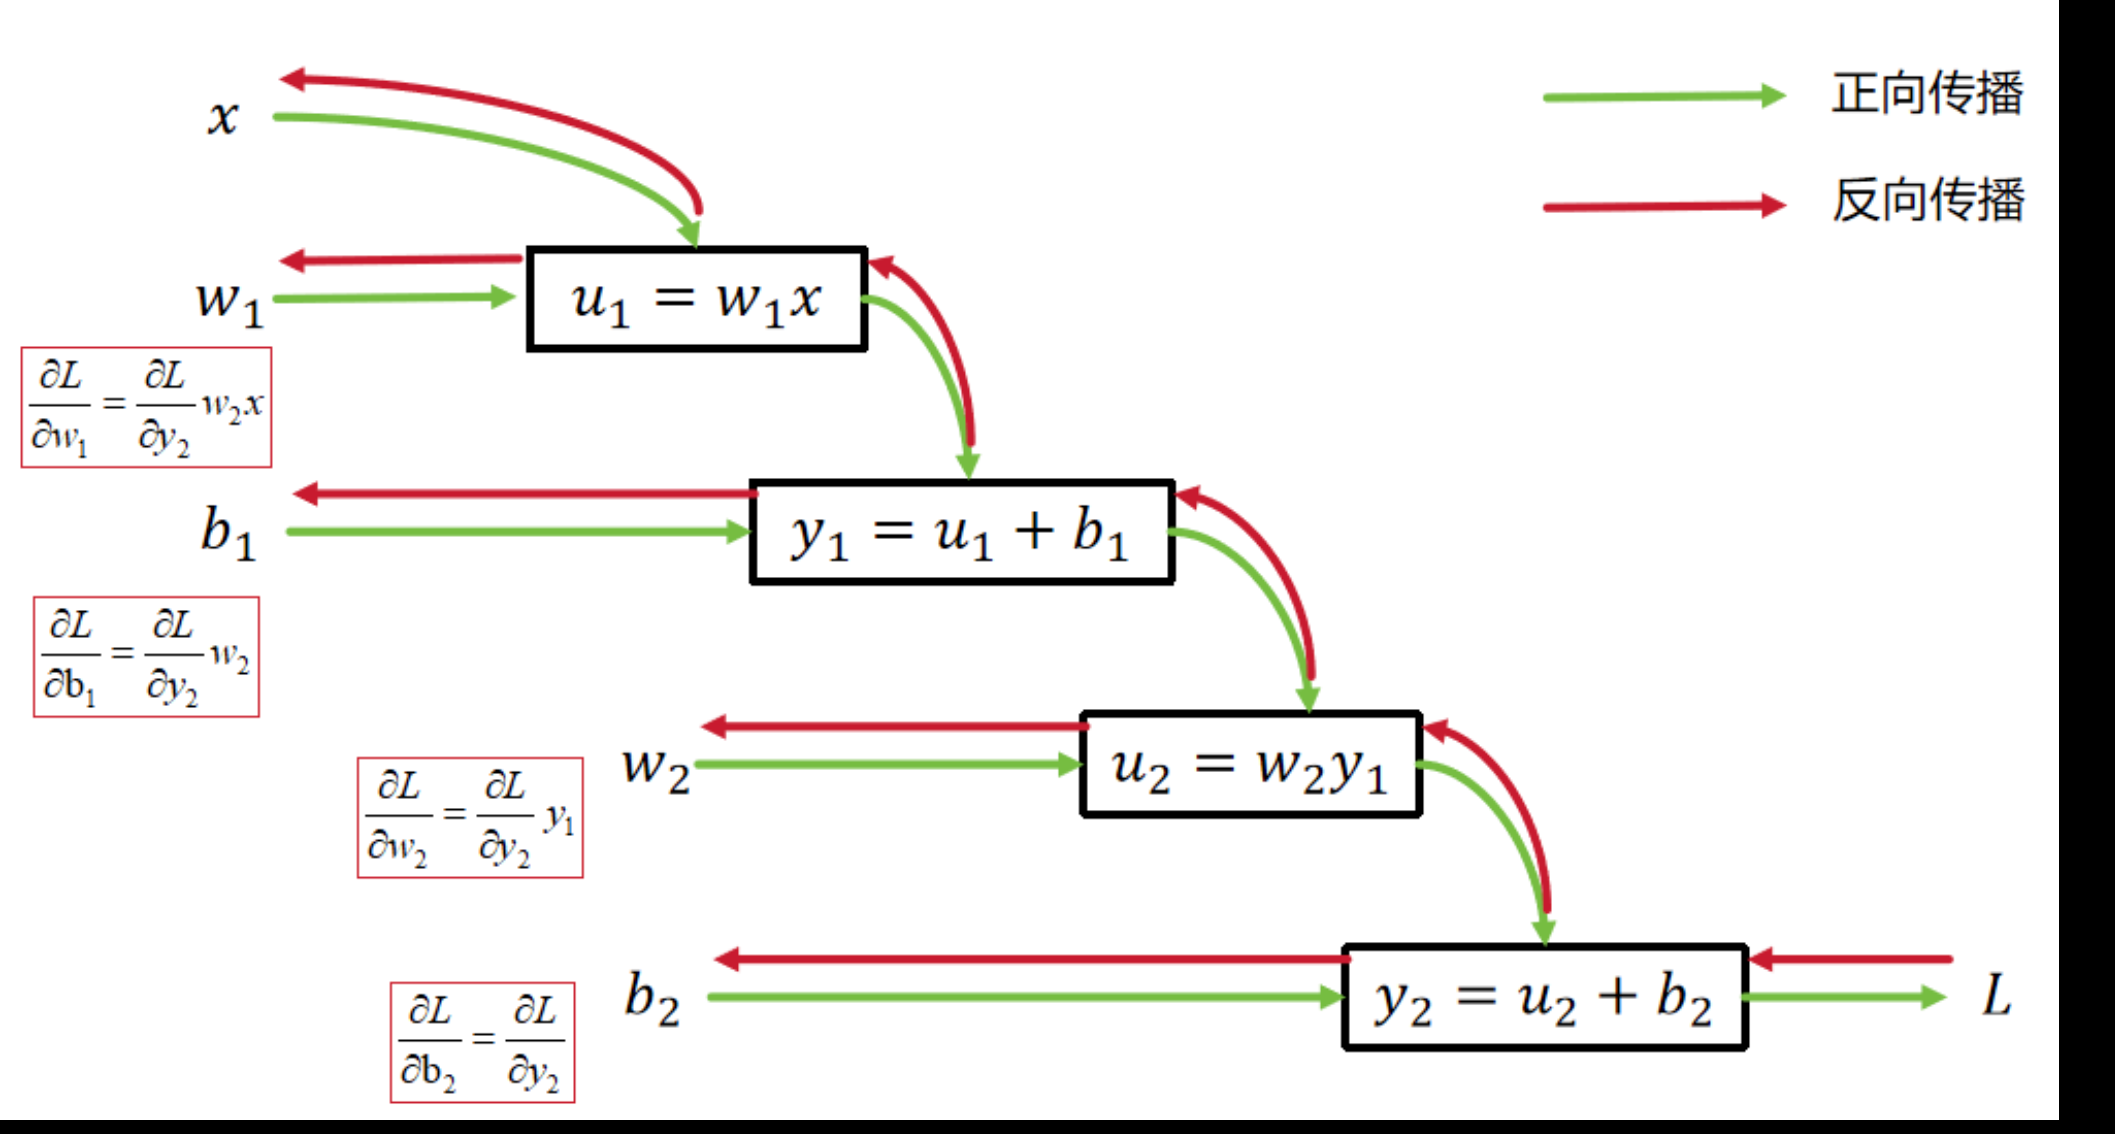 x
正向传播
反向传播
w₁
u₁ = w₁x
∂L/∂w₁ = ∂L/∂y₂ w₂x
b₁
y₁ = u₁ + b₁
∂L/∂b₁ = ∂L/∂y₂ w₂
w₂
u₂ = w₂y₁
∂L/∂w₂ = ∂L/∂y₂ y₁
b₂
y₂ = u₂ + b₂
L
∂L/∂b₂ = ∂L/∂y₂